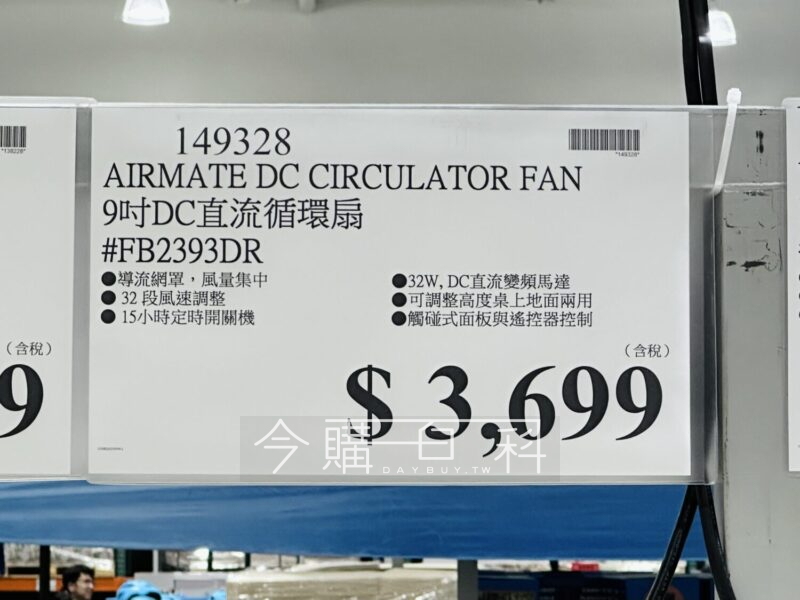 149328
*149328*
AIRMATE DC CIRCULATOR FAN
9吋DC直流循環扇
#FB2393DR
●導流網罩，風量集中
●32 段風速調整
●15小時定時開關機
●32W, DC直流變頻馬達
●可調整高度桌上地面兩用
●觸碰式面板與遙控器控制
（含稅）
$ 3,699
（含稅）
9
*138228*
今購百科
DAYBUY.TW